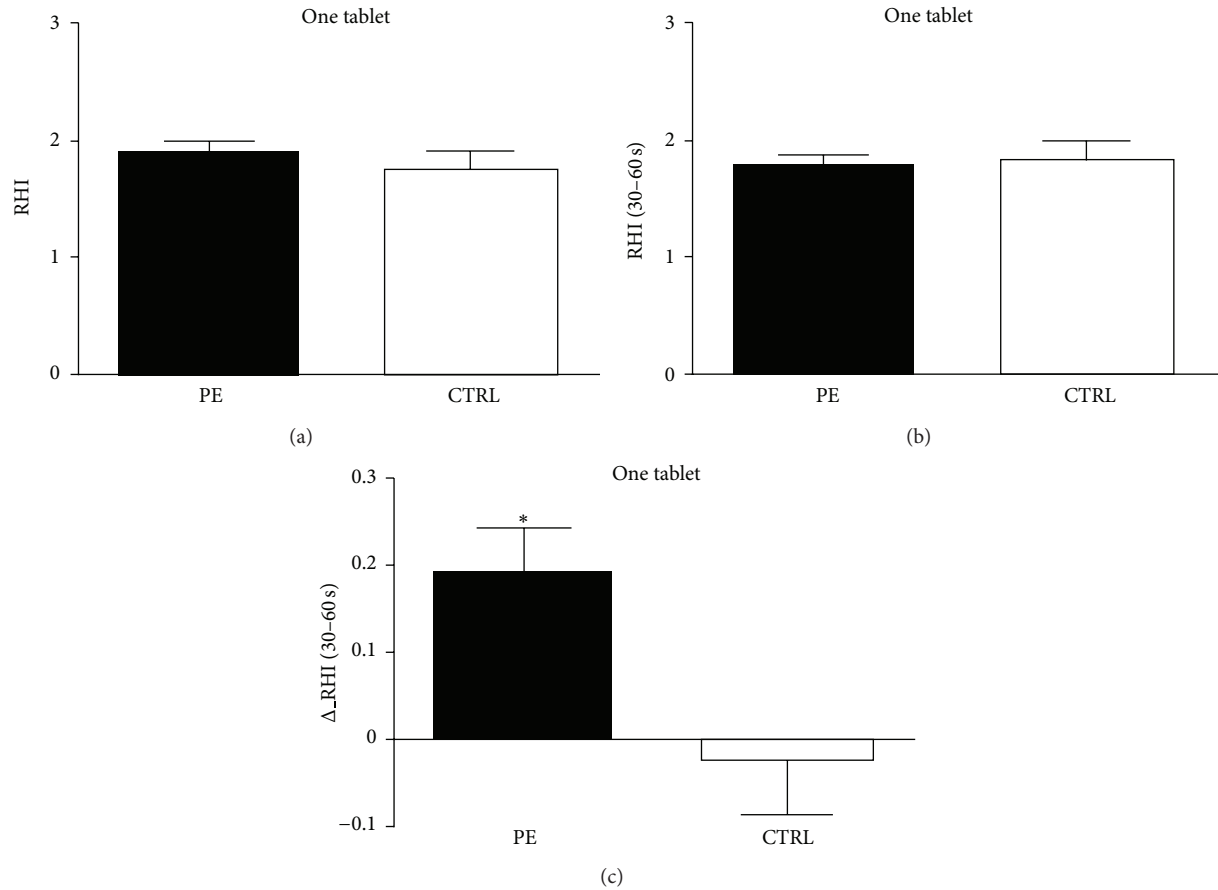 One tablet
3
2
1
0
RHI
PE CTRL
(a)
One tablet
3
2
1
0
RHI (30–60 s)
PE CTRL
(b)
One tablet
0.3
0.2
0.1
0
−0.1
Δ_RHI (30–60 s)
*
PE CTRL
(c)